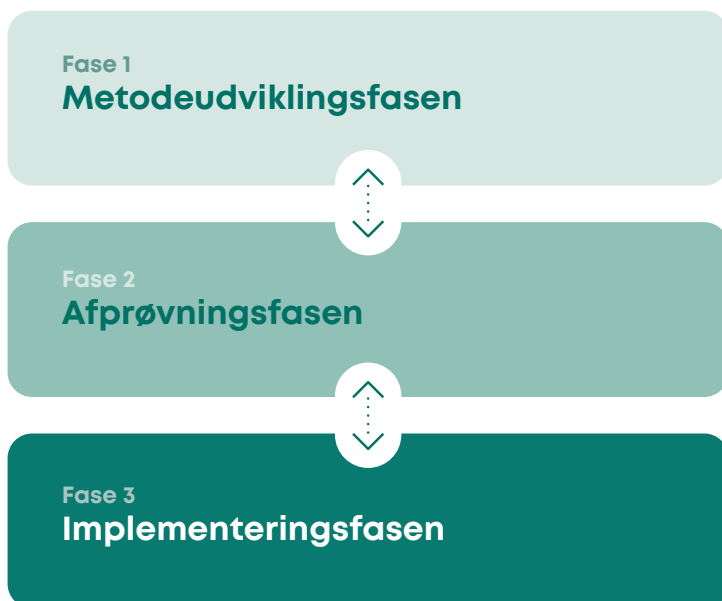 Fase 1
Metodeudviklingsfasen
Fase 2
Afprøvningsfasen
Fase 3
Implementeringsfasen